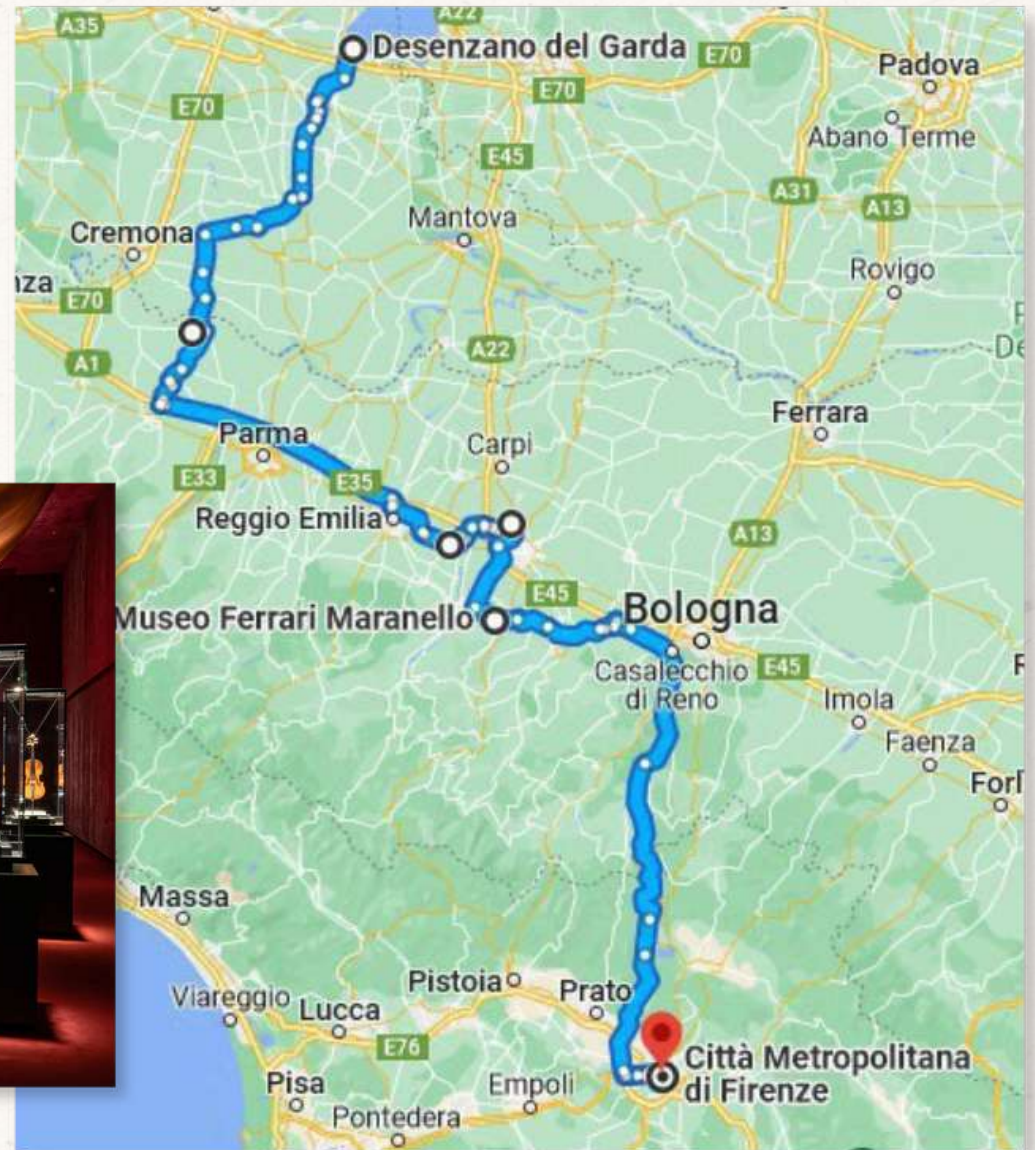 A35
A22
Desenzano del Garda
E70
Padova
E70
E70
Abano Terme
E45
A31
A13
Mantova
Cremona
Rovigo
nza
E70
A22
A1
Ferrara
Parma
Carpi
E33
E35
Reggio Emilia
A13
E45
Museo Ferrari Maranello
Bologna
Casalecchio
di Reno
E45
Imola
Faenza
Forl
Massa
Pistoia
Prato
Viareggio
Lucca
E76
Città Metropolitana
di Firenze
Pisa
Empoli
Pontedera